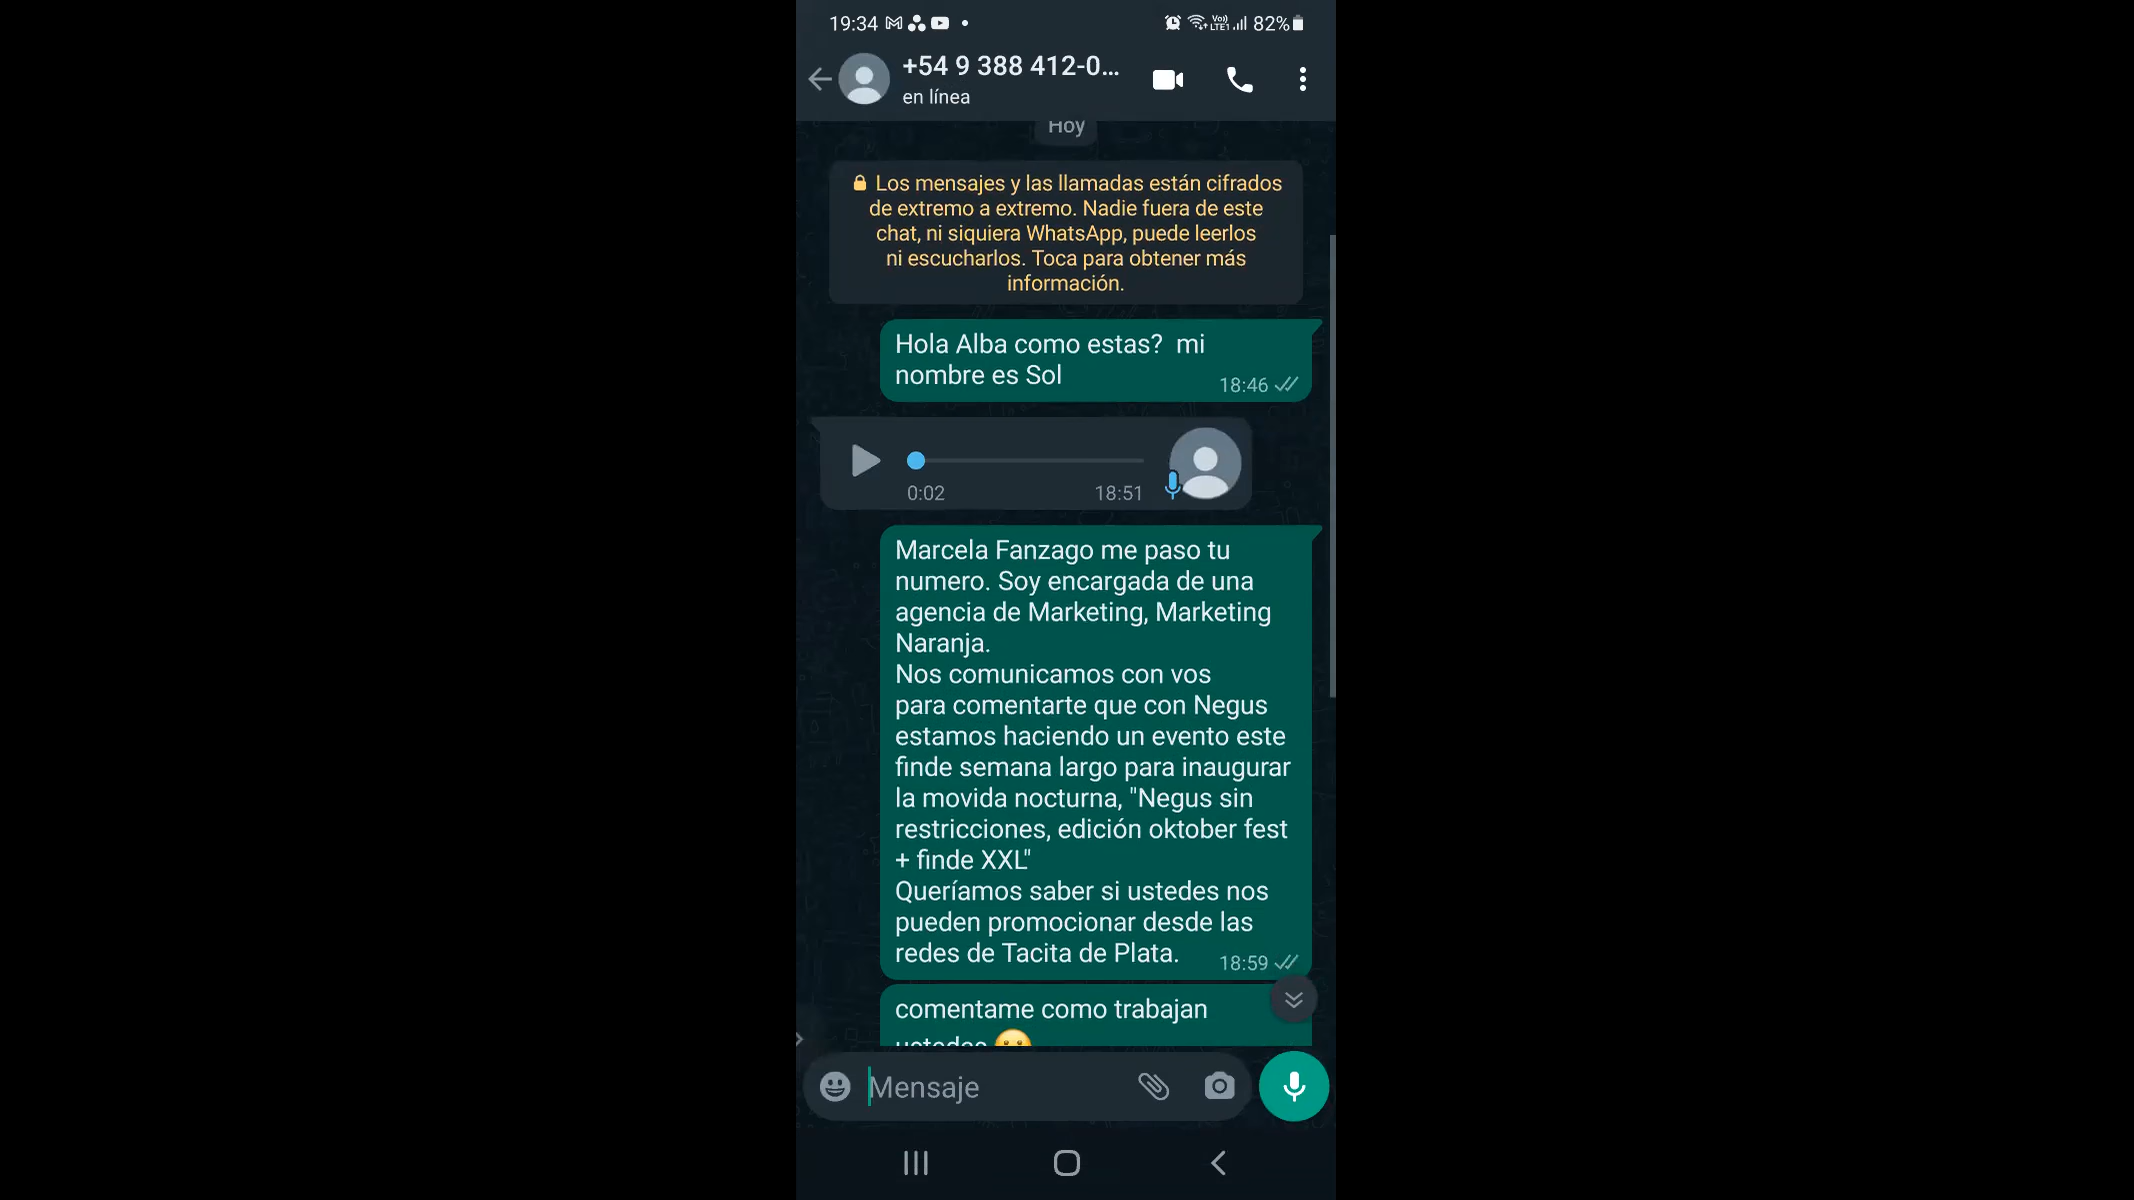 19:34
82%
+54 9 388 412-0...
en línea
Hoy
Los mensajes y las llamadas están cifrados
de extremo a extremo. Nadie fuera de este
chat, ni siquiera WhatsApp, puede leerlos
ni escucharlos. Toca para obtener más
información.
Hola Alba como estas?  mi
nombre es Sol
18:46
0:02
18:51
Marcela Fanzago me paso tu
numero. Soy encargada de una
agencia de Marketing, Marketing
Naranja.
Nos comunicamos con vos
para comentarte que con Negus
estamos haciendo un evento este
finde semana largo para inaugurar
la movida nocturna, "Negus sin
restricciones, edición oktober fest
+ finde XXL"
Queríamos saber si ustedes nos
pueden promocionar desde las
redes de Tacita de Plata.
18:59
comentame como trabajan
ustedes
Mensaje